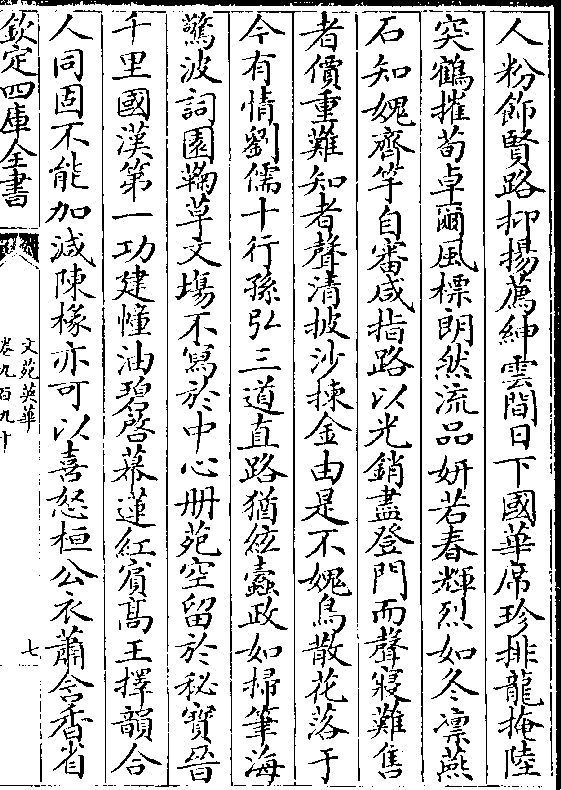 人粉飾賢路抑揚薦紳雲間日下國華席珍排龍掩陸
突鶴摧荀卓爾風標朗然流品妍若春輝烈如冬凛燕
石知媿齊竽自審咸指路以光銷盡登門而聲寢難售
者價重難知者聲清披沙揀金由是不媿鳥散花落于
今有情劉儒十行孫弘三道直路猶絃蠹政如掃筆海
驚波詞園鞠草文塲不寫於中心册苑空留於秘寶晉
千里國漢第一功建幢油碧啓幕蓮紅賓髙王擇韻合
人同固不能加減陳椽亦可以喜怒桓公衣蕭含香省
欽定四庫全書
文苑英華
卷九百九十
七